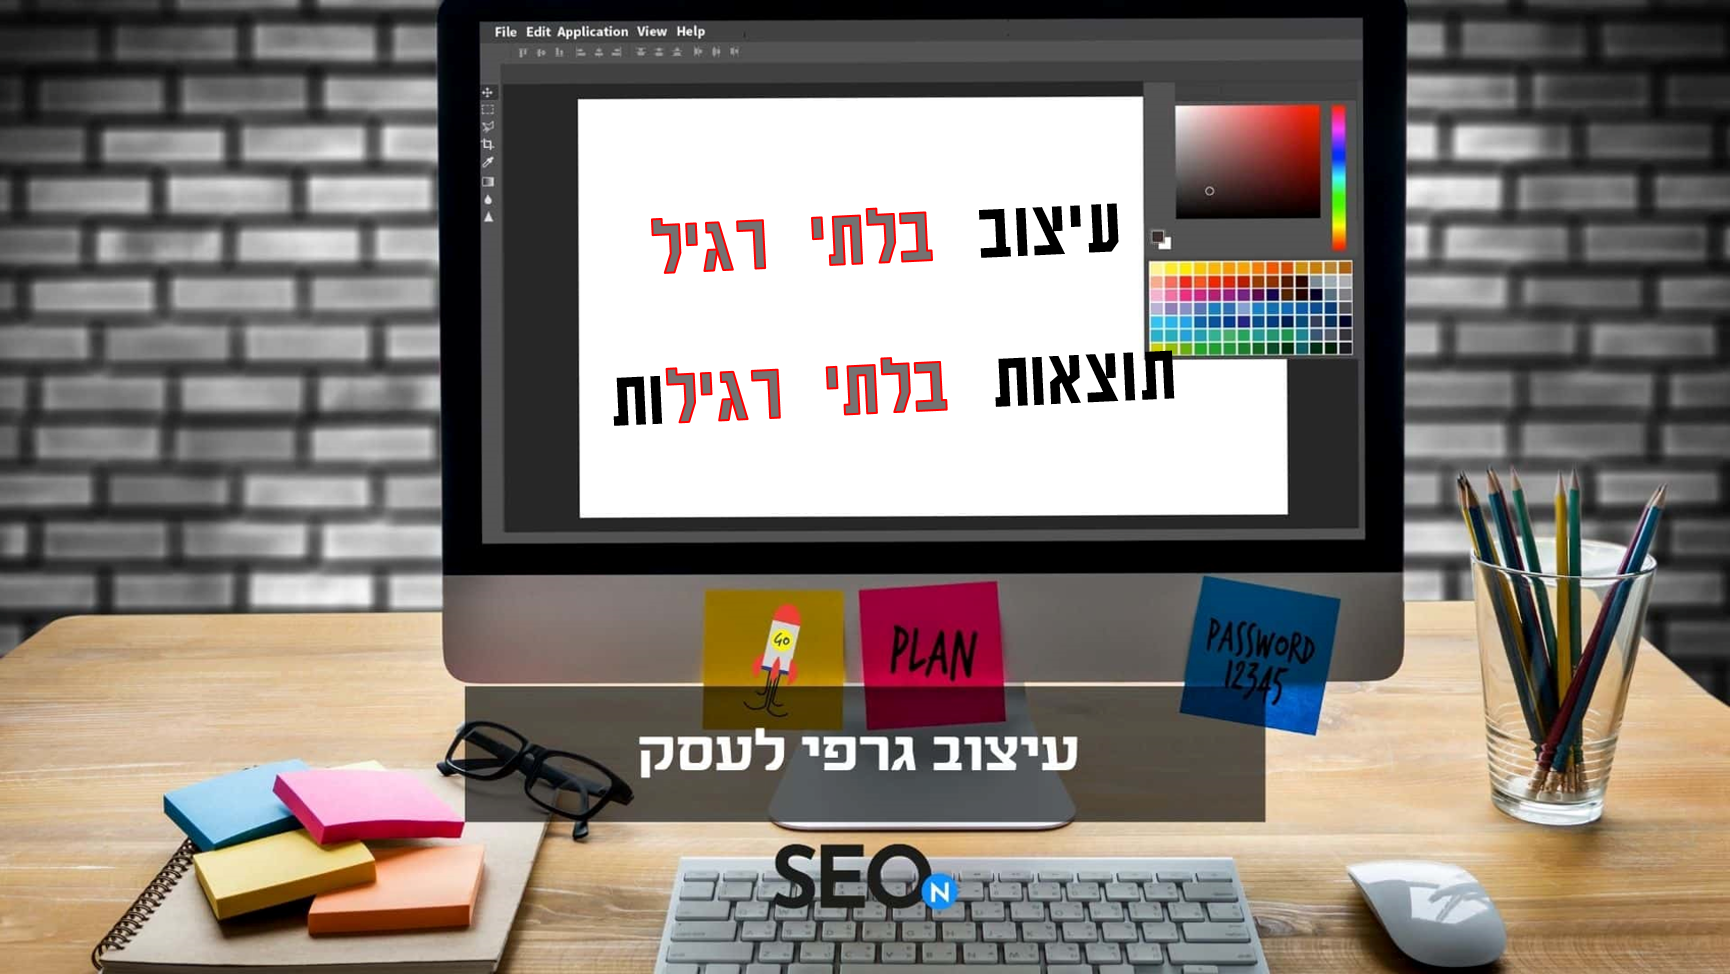 File Edit Application View Help
עיצוב בלתי רגיל
תוצאות בלתי רגילות
GO
PLAN
PASSWORD
12345
עיצוב גרפי לעסק
SEO
N